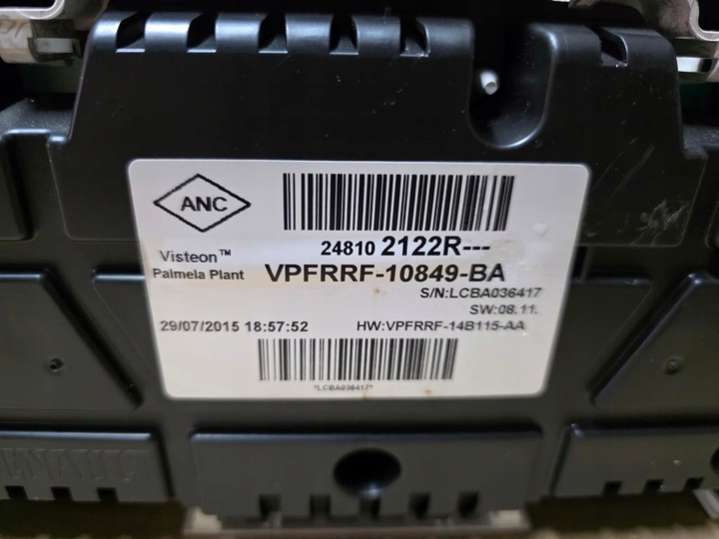 ANC
24810 2122R---
Visteon™
Palmela Plant VPFRRF-10849-BA
S/N:LCBA036417
SW:08.11.
29/07/2015 18:57:52 HW:VPFRRF-14B115-AA
*LCBA036417*